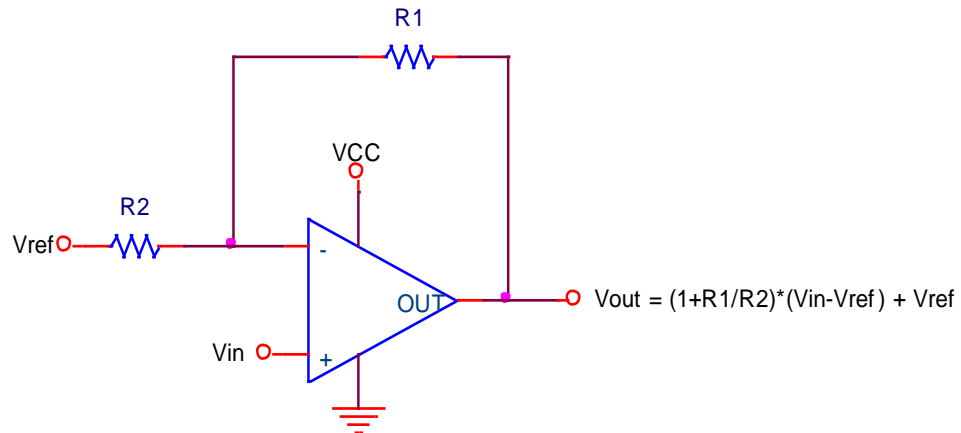 R1
VCC
R2
Vref
-
OUT
Vout = (1+R1/R2)*(Vin-Vref) + Vref
Vin
+